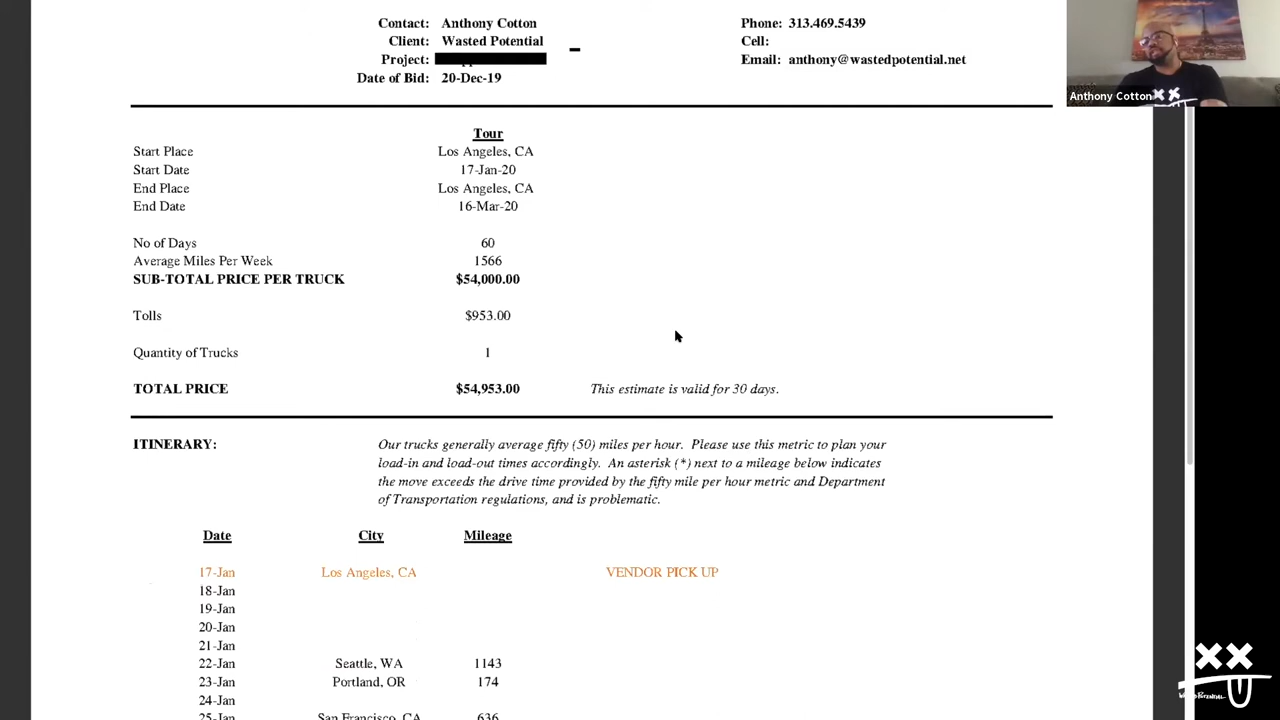 Contact: Anthony Cotton Phone: 313.469.5439
Client: Wasted Potential Cell:
Project: Email: anthony@wastedpotential.net
Date of Bid: 20-Dec-19
Anthony Cotton
Tour
Start Place Los Angeles, CA
Start Date 17-Jan-20
End Place Los Angeles, CA
End Date 16-Mar-20
No of Days 60
Average Miles Per Week 1566
SUB-TOTAL PRICE PER TRUCK $54,000.00
Tolls $953.00
Quantity of Trucks 1
TOTAL PRICE $54,953.00 This estimate is valid for 30 days.
ITINERARY: Our trucks generally average fifty (50) miles per hour. Please use this metric to plan your
load-in and load-out times accordingly. An asterisk (*) next to a mileage below indicates
the move exceeds the drive time provided by the fifty mile per hour metric and Department
of Transportation regulations, and is problematic.
Date City Mileage
17-Jan Los Angeles, CA VENDOR PICK UP
18-Jan
19-Jan
20-Jan
21-Jan
22-Jan Seattle, WA 1143
23-Jan Portland, OR 174
24-Jan
25-Jan San Francisco, CA 636
WASTED POTENTIAL